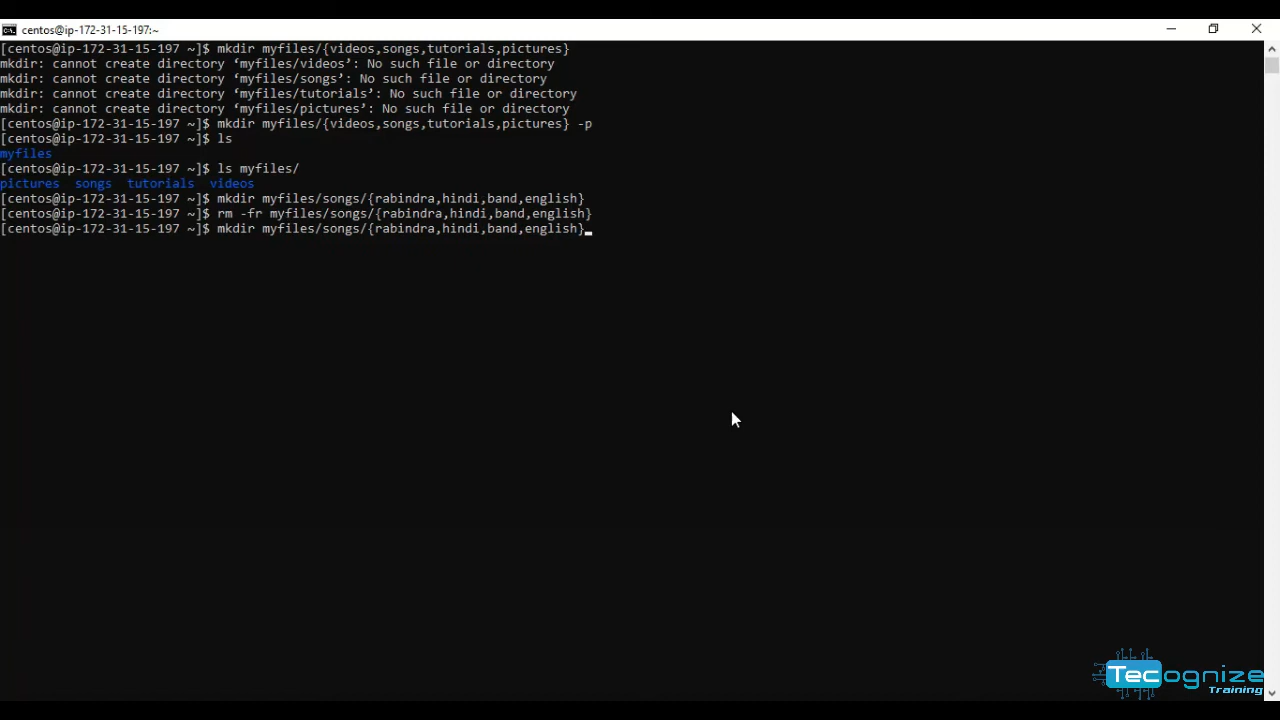 centos@ip-172-31-15-197:~
[centos@ip-172-31-15-197 ~]$ mkdir myfiles/{videos,songs,tutorials,pictures}
mkdir: cannot create directory ‘myfiles/videos’: No such file or directory
mkdir: cannot create directory ‘myfiles/songs’: No such file or directory
mkdir: cannot create directory ‘myfiles/tutorials’: No such file or directory
mkdir: cannot create directory ‘myfiles/pictures’: No such file or directory
[centos@ip-172-31-15-197 ~]$ mkdir myfiles/{videos,songs,tutorials,pictures} -p
[centos@ip-172-31-15-197 ~]$ ls
myfiles
[centos@ip-172-31-15-197 ~]$ ls myfiles/
pictures  songs  tutorials  videos
[centos@ip-172-31-15-197 ~]$ mkdir myfiles/songs/{rabindra,hindi,band,english}
[centos@ip-172-31-15-197 ~]$ rm -fr myfiles/songs/{rabindra,hindi,band,english}
[centos@ip-172-31-15-197 ~]$ mkdir myfiles/songs/{rabindra,hindi,band,english}
Tecognize
Training